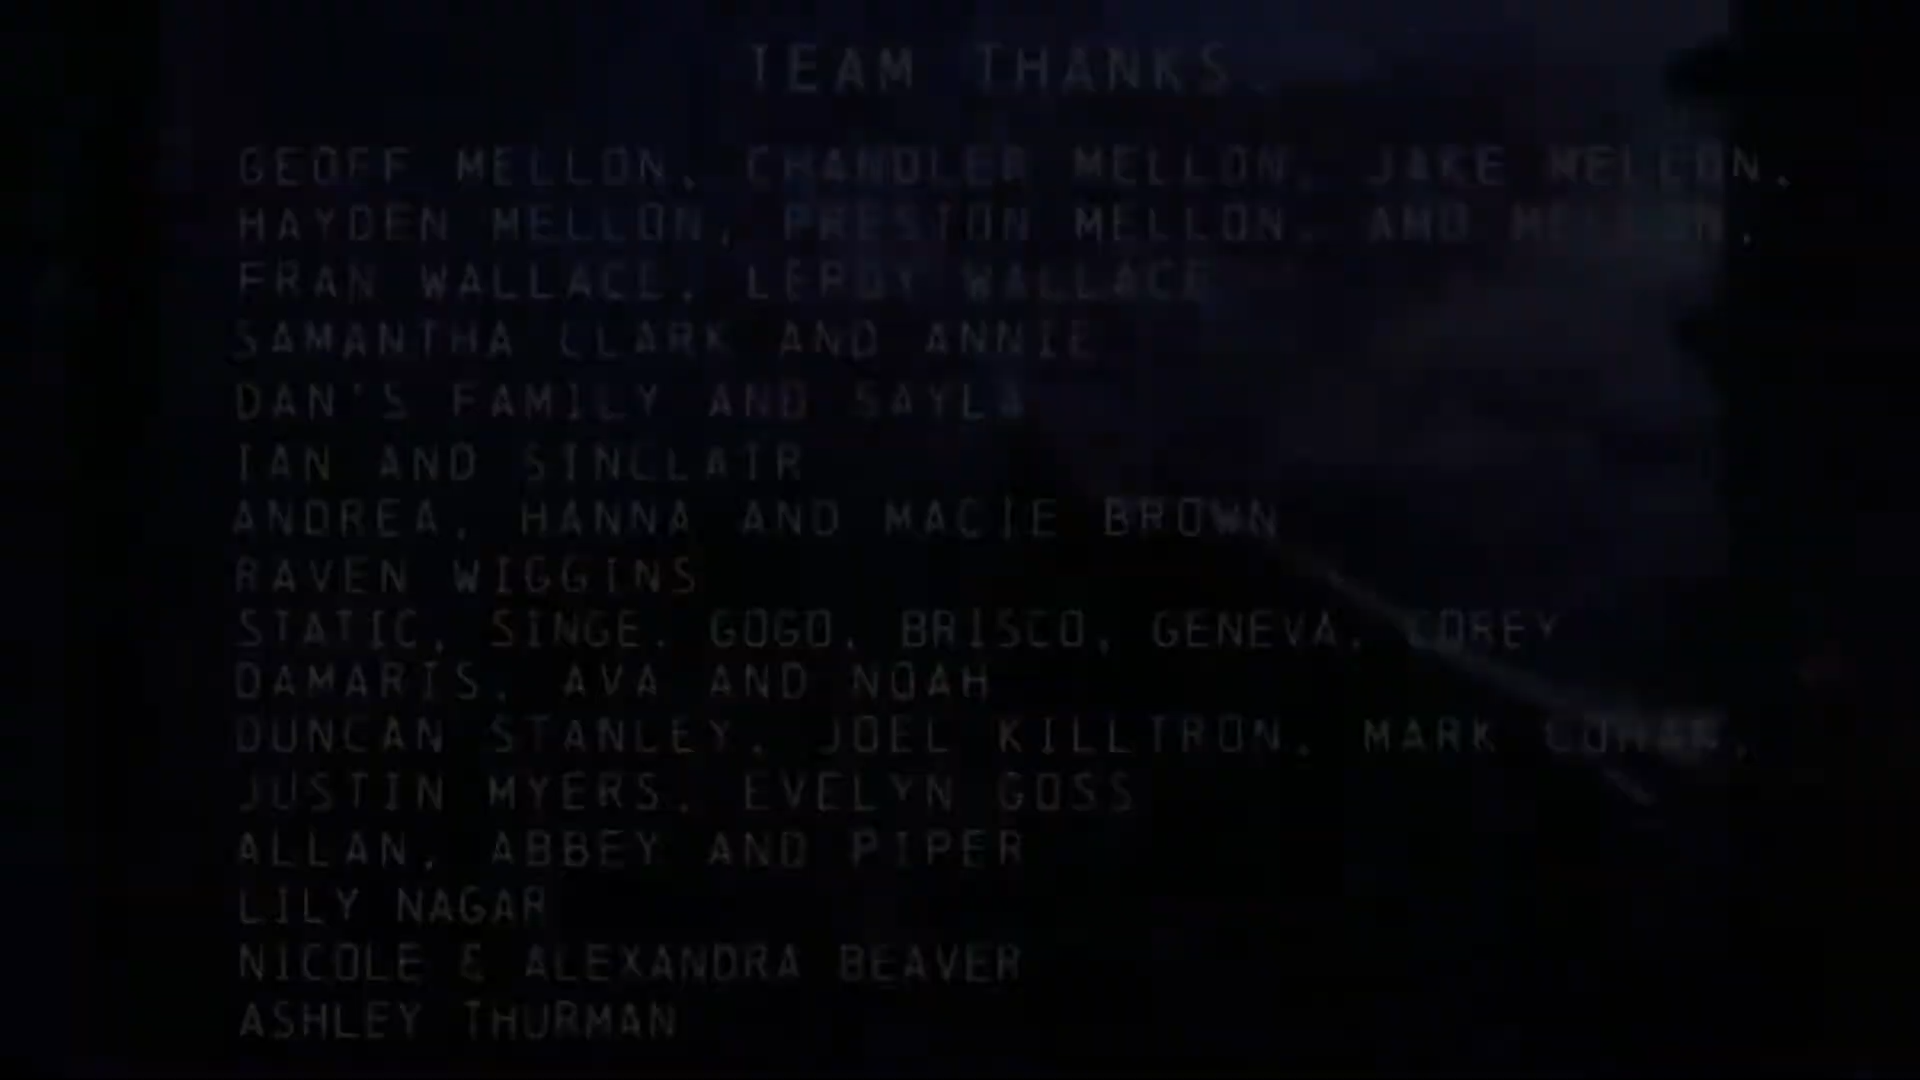 TEAM THANKS.
GEOFF MELLON, CHANDLER MELLON, JAKE MELLON,
HAYDEN MELLON, PRESTON MELLON, AMO MELLON,
FRAN WALLACE, LEROY WALLACE
SAMANTHA CLARK AND ANNIE
DAN'S FAMILY AND SAYLA
IAN AND SINCLAIR
ANDREA, HANNA AND MACIE BROWN
RAVEN WIGGINS
STATIC, SINGE, GOGO, BRISCO, GENEVA, COREY
DAMARIS, AVA AND NOAH
DUNCAN STANLEY, JOEL KILLTRON, MARK
JUSTIN MYERS, EVELYN GOSS
ALLAN, ABBEY AND PIPER
LILY NAGAR
NICOLE & ALEXANDRA BEAVER
ASHLEY THURMAN